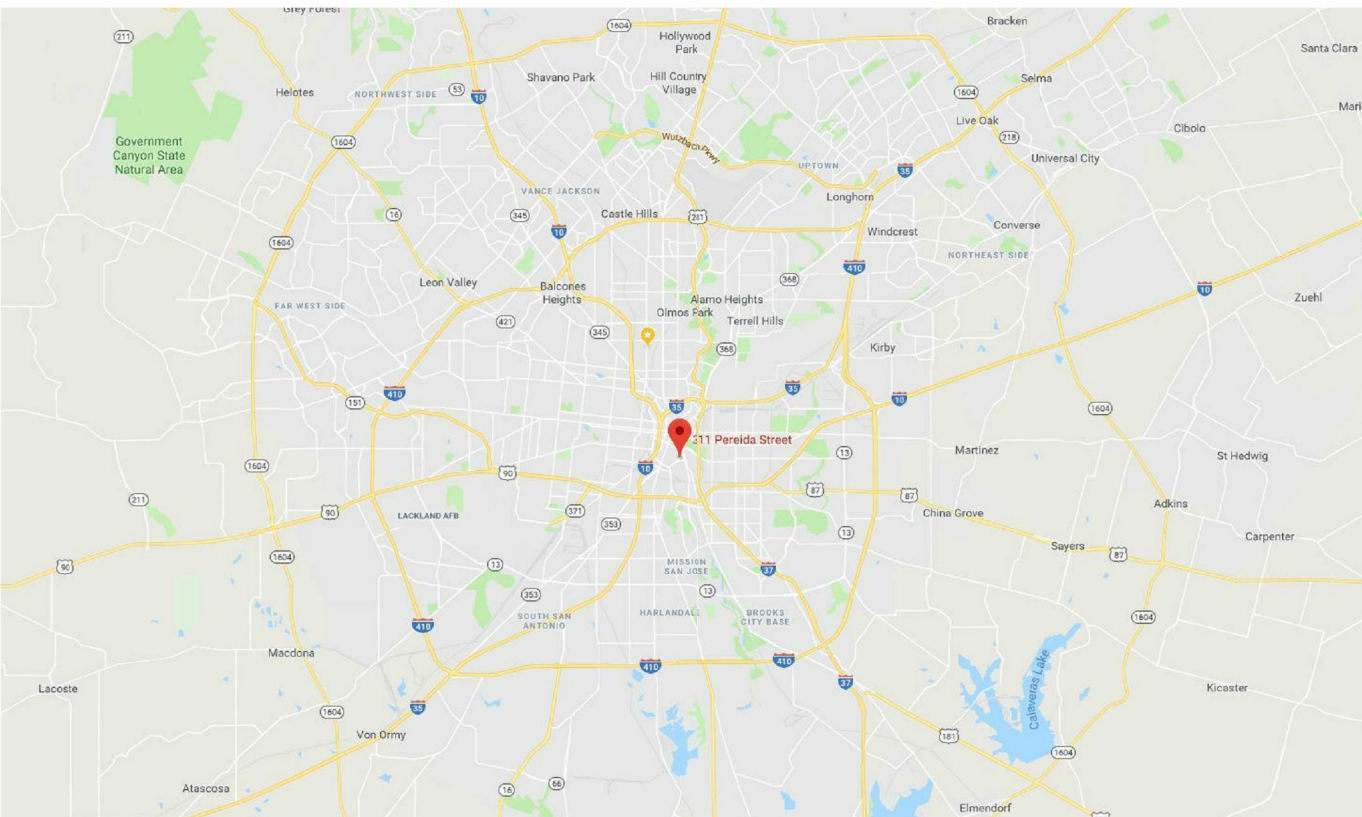 Grey Forest
211
1604
Hollywood
Park
Bracken
Santa Clara
Shavano Park
Hill Country
Village
Selma
Helotes
NORTHWEST SIDE
53
10
1604
Live Oak
Mari
Government
Canyon State
Natural Area
1604
Wurzbach Pkwy
218
Cibolo
UPTOWN
35
Universal City
VANCE JACKSON
Longhorn
16
345
Castle Hills
281
10
Windcrest
Converse
1604
NORTHEAST SIDE
410
Leon Valley
Balcones
Heights
368
10
Zuehl
FAR WEST SIDE
Alamo Heights
Olmos Park
Terrell Hills
421
345
368
Kirby
410
35
10
151
35
1604
311 Pereida Street
13
Martinez
St Hedwig
1604
10
90
211
90
87
87
Adkins
LACKLAND AFB
371
353
China Grove
13
Carpenter
Sayers
87
90
1604
13
MISSION
SAN JOSE
37
353
13
SOUTH SAN
ANTONIO
HARLANDALE
BROOKS
CITY BASE
1604
410
Macdona
410
410
Calaveras Lake
Lacoste
37
Kicaster
1604
35
Von Ormy
181
1604
Atascosa
16
66
Elmendorf